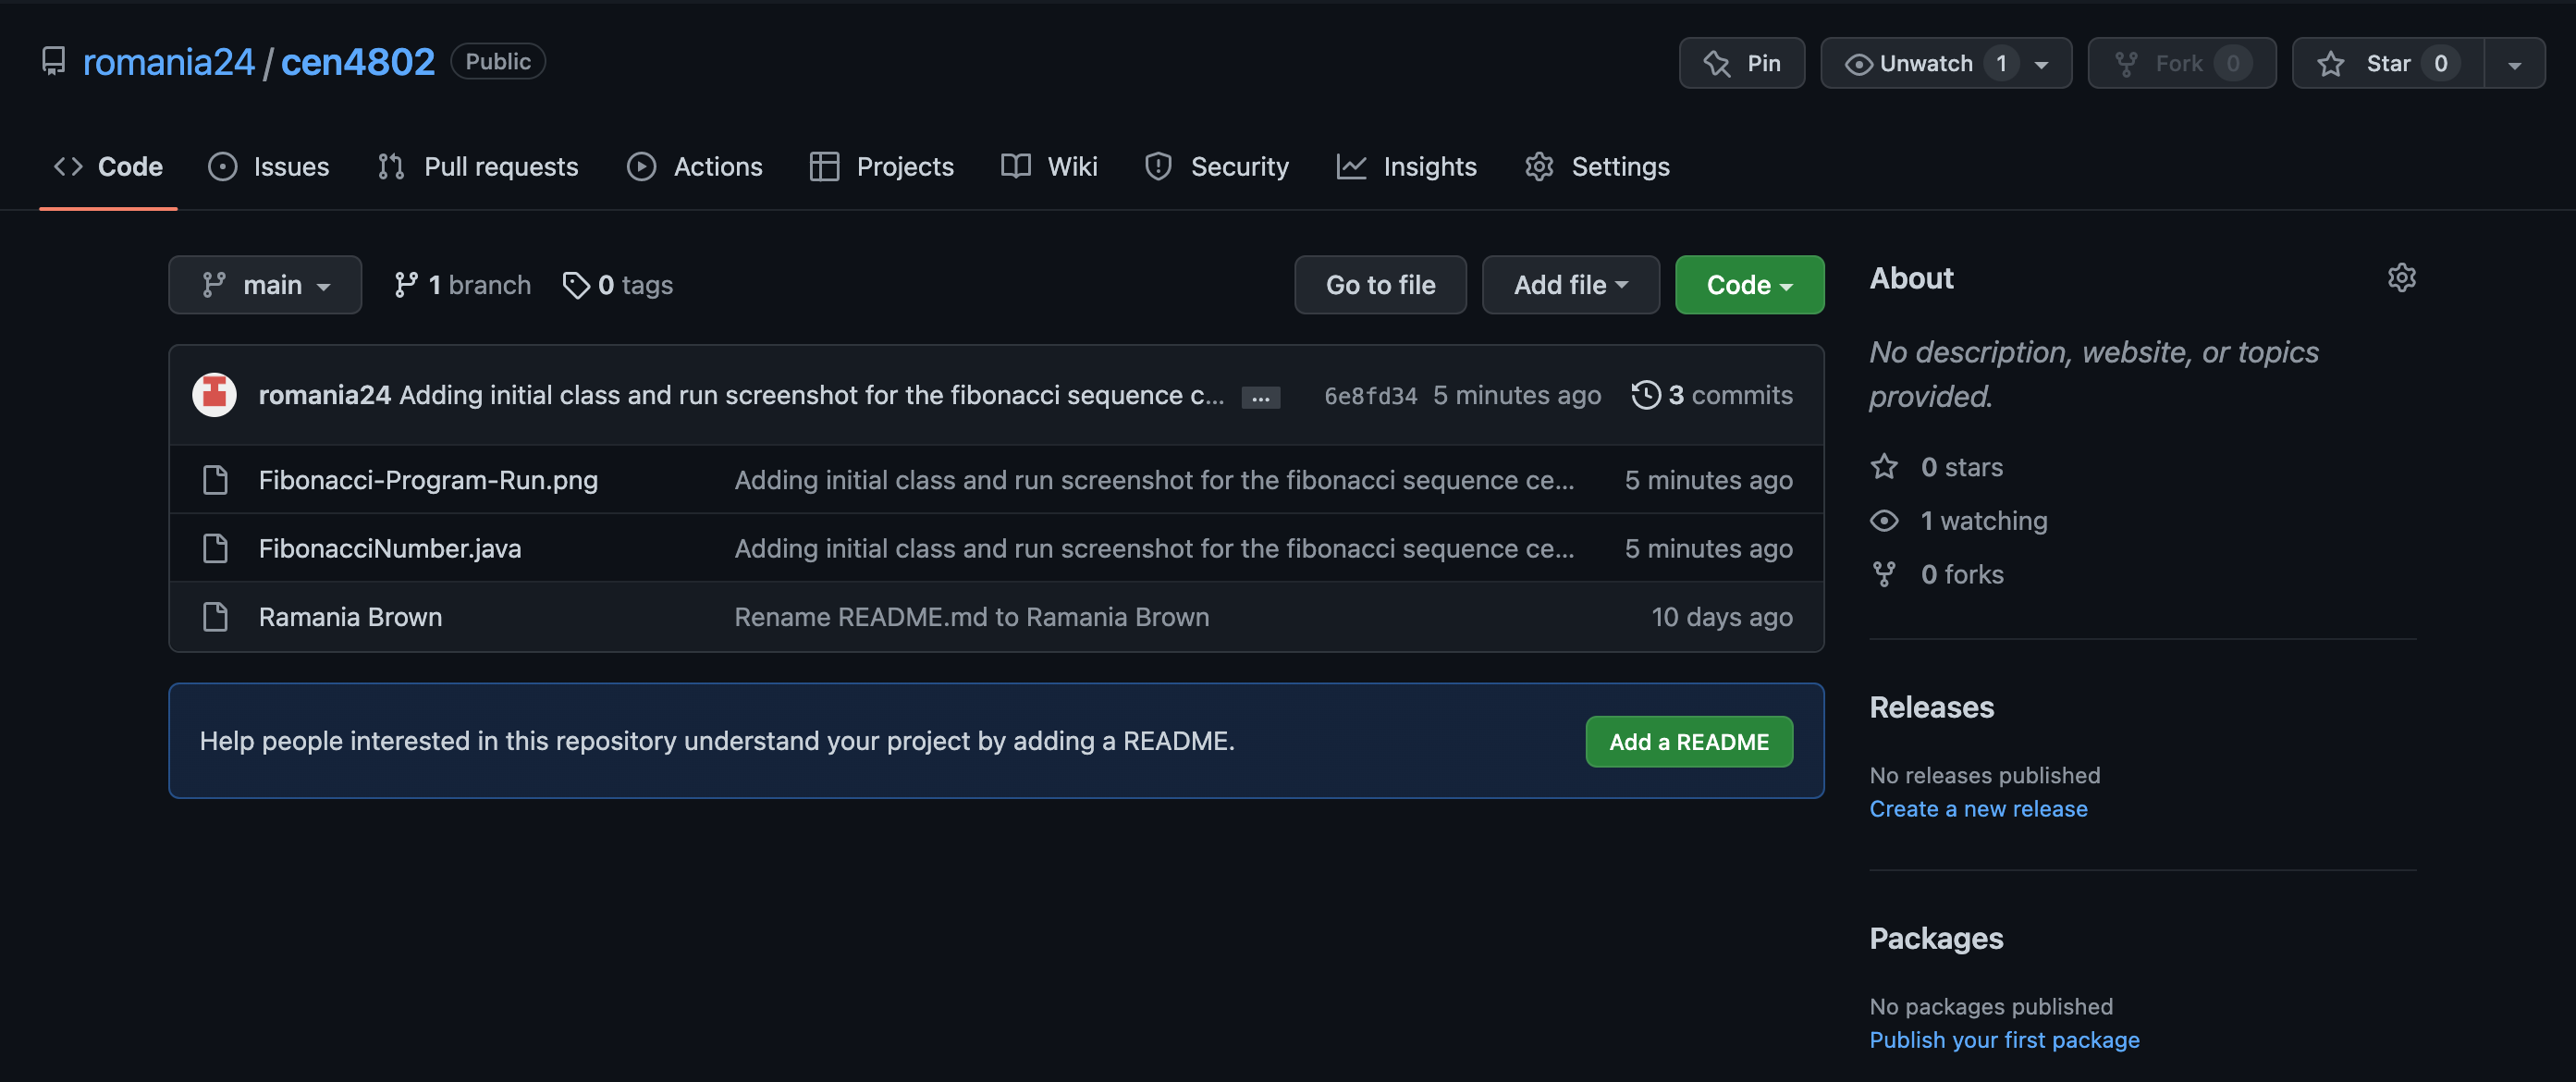 romania24 / cen4802 Public
Pin Unwatch 1 Fork 0 Star 0
Code Issues Pull requests Actions Projects Wiki Security Insights Settings
main 1 branch 0 tags Go to file Add file Code
romania24 Adding initial class and run screenshot for the fibonacci sequence c... ... 6e8fd34 5 minutes ago 3 commits
Fibonacci-Program-Run.png Adding initial class and run screenshot for the fibonacci sequence ce... 5 minutes ago
FibonacciNumber.java Adding initial class and run screenshot for the fibonacci sequence ce... 5 minutes ago
Ramania Brown Rename README.md to Ramania Brown 10 days ago
Help people interested in this repository understand your project by adding a README. Add a README
About
No description, website, or topics
provided.
0 stars
1 watching
0 forks
Releases
No releases published
Create a new release
Packages
No packages published
Publish your first package